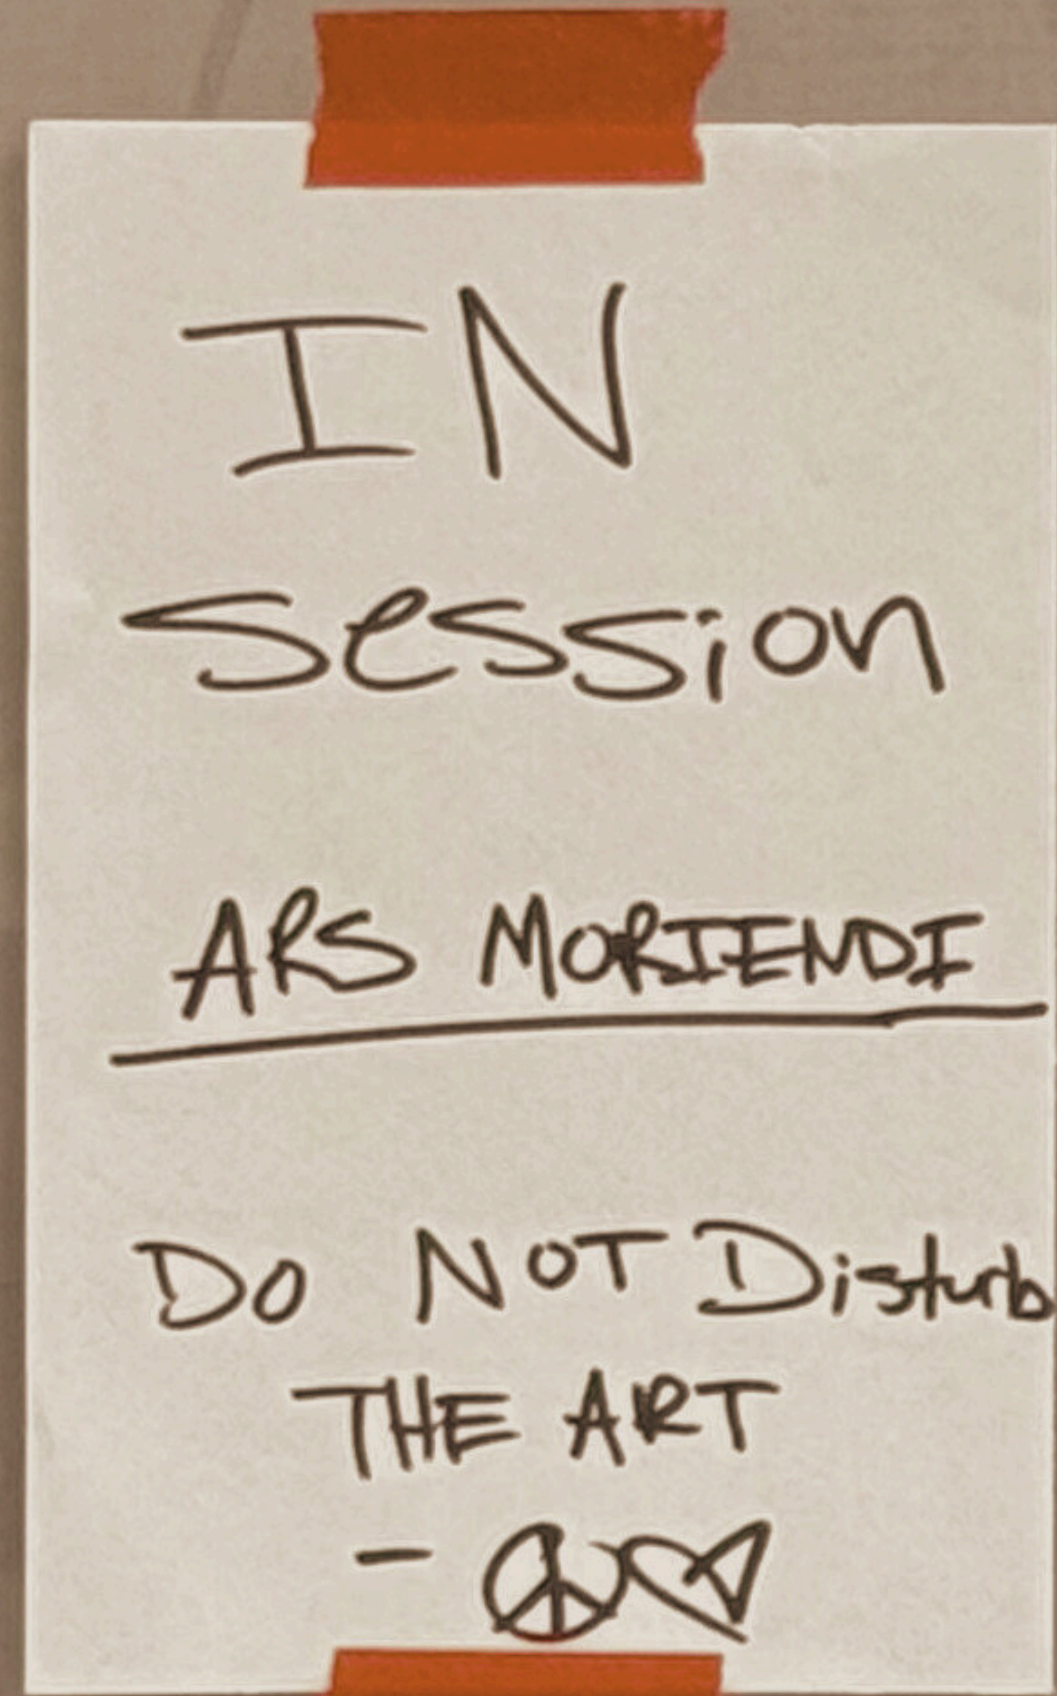 IN
Session
ARS MORIENDI
Do NOT Disturb
THE ART
-